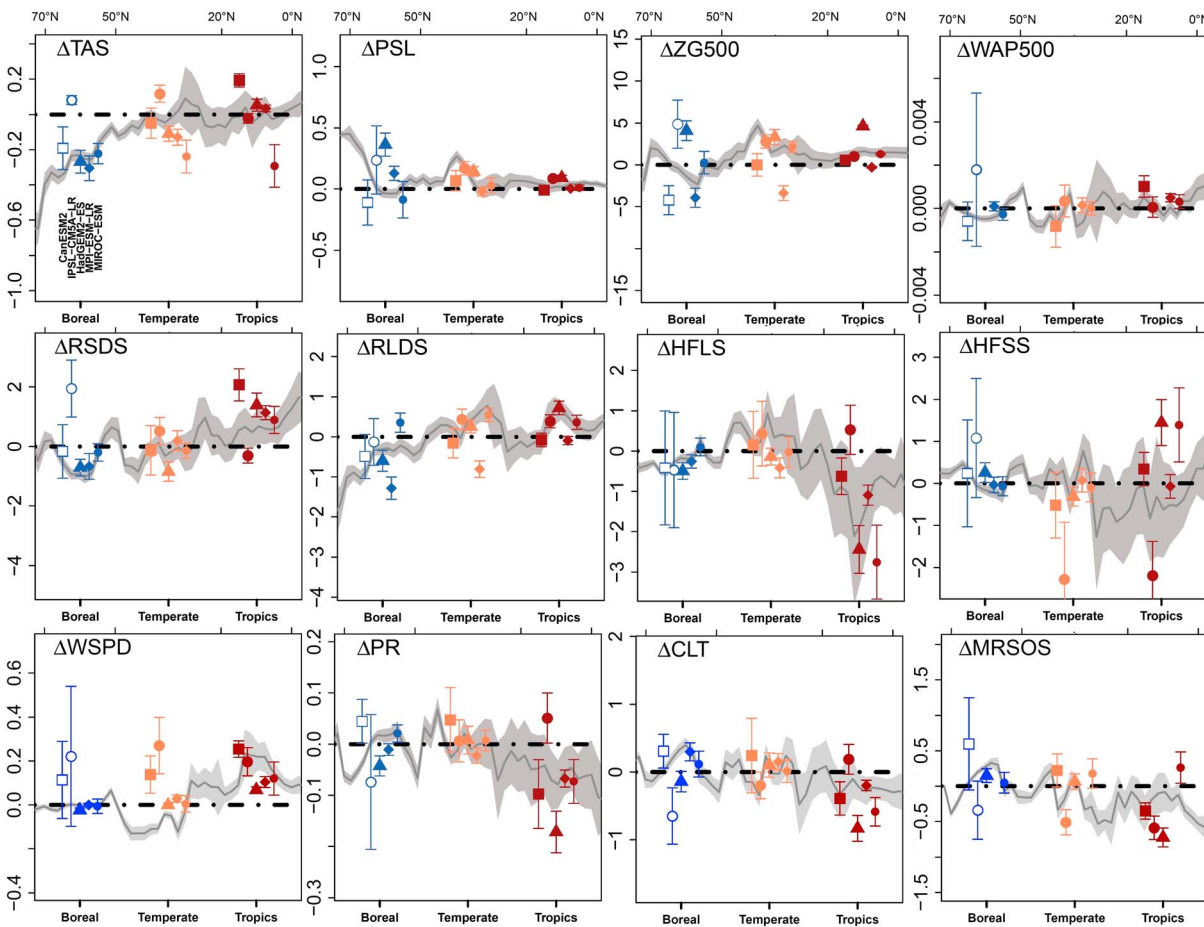 70°N 50°N 20°N 0°N 70°N 50°N 20°N 0°N 70°N 50°N 20°N 0°N 70°N 50°N 20°N 0°N
ΔTAS
0.2
-0.2
-0.6
-1.0
CanESM2
IPSL-CM5A-LR
HadGEM2-ES
MPI-ESM-LR
MIROC-ESM
Boreal Temperate Tropics
ΔPSL
1.0
0.5
0.0
-0.5
Boreal Temperate Tropics
ΔZG500
15
5
0
-5
-15
Boreal Temperate Tropics
ΔWAP500
0.004
0.000
-0.004
Boreal Temperate Tropics
ΔRSDS
2
0
-2
-4
Boreal Temperate Tropics
ΔRLDS
2
1
0
-1
-2
-3
-4
Boreal Temperate Tropics
ΔHFLS
2
1
0
-1
-2
-3
Boreal Temperate Tropics
ΔHFSS
3
2
1
0
-1
-2
Boreal Temperate Tropics
ΔWSPD
0.6
0.4
0.2
0.0
-0.4
Boreal Temperate Tropics
ΔPR
0.2
0.1
0.0
-0.1
-0.3
Boreal Temperate Tropics
ΔCLT
2
1
0
-1
Boreal Temperate Tropics
ΔMRSOS
1.5
0.5
-0.5
-1.5
Boreal Temperate Tropics